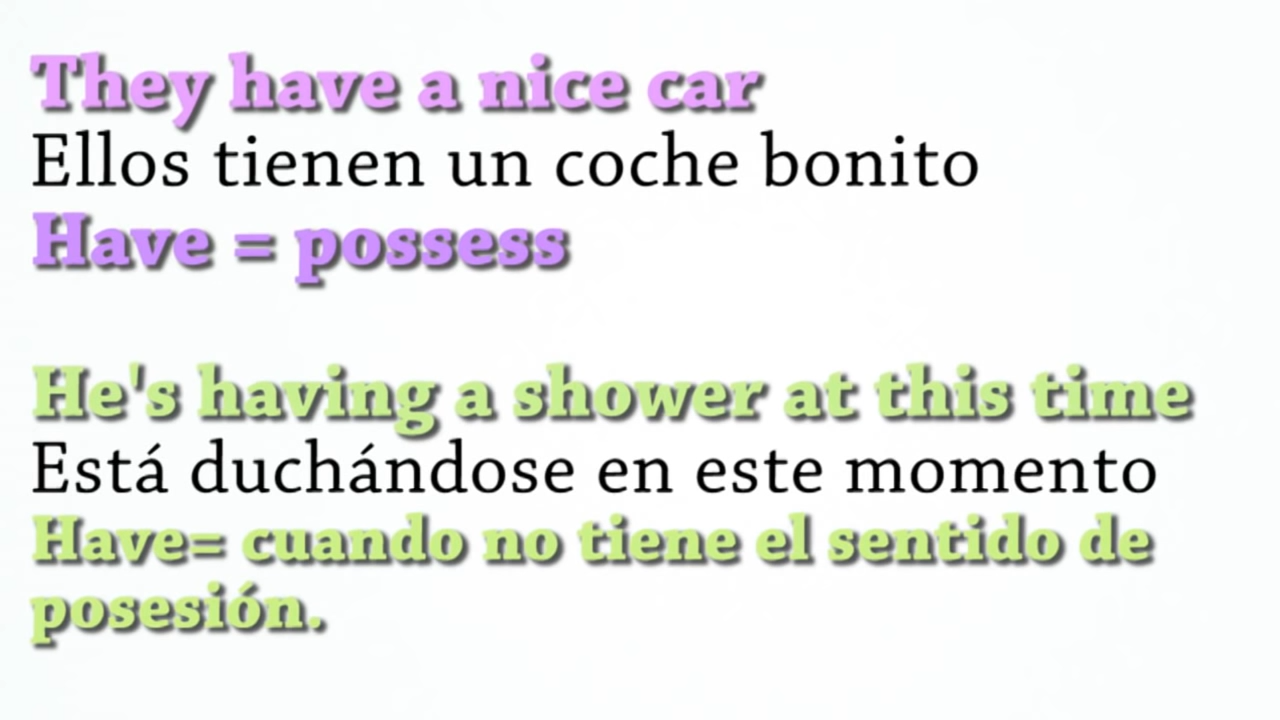 They have a nice car
Ellos tienen un coche bonito
Have = possess
He's having a shower at this time
Está duchándose en este momento
Have= cuando no tiene el sentido de
posesión.